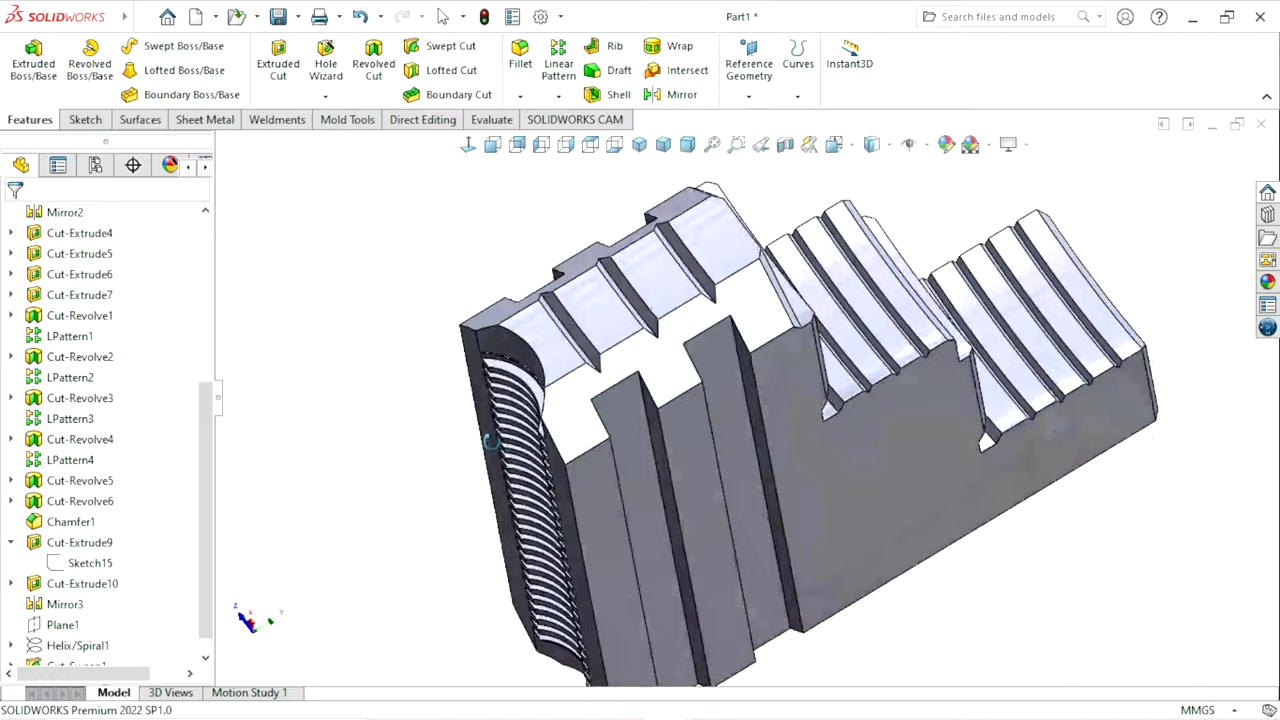 SOLIDWORKS
Part1 *
Search files and models
Extruded Boss/Base
Revolved Boss/Base
Swept Boss/Base
Lofted Boss/Base
Boundary Boss/Base
Extruded Cut
Hole Wizard
Revolved Cut
Swept Cut
Lofted Cut
Boundary Cut
Fillet
Linear Pattern
Rib
Draft
Shell
Wrap
Intersect
Mirror
Reference Geometry
Curves
Instant3D
Features
Sketch
Surfaces
Sheet Metal
Weldments
Mold Tools
Direct Editing
Evaluate
SOLIDWORKS CAM
Mirror2
Cut-Extrude4
Cut-Extrude5
Cut-Extrude6
Cut-Extrude7
Cut-Revolve1
LPattern1
Cut-Revolve2
LPattern2
Cut-Revolve3
LPattern3
Cut-Revolve4
LPattern4
Cut-Revolve5
Cut-Revolve6
Chamfer1
Cut-Extrude9
Sketch15
Cut-Extrude10
Mirror3
Plane1
Helix/Spiral1
Cut-Sweep1
Z
X
Y
Model
3D Views
Motion Study 1
SOLIDWORKS Premium 2022 SP1.0
MMGS